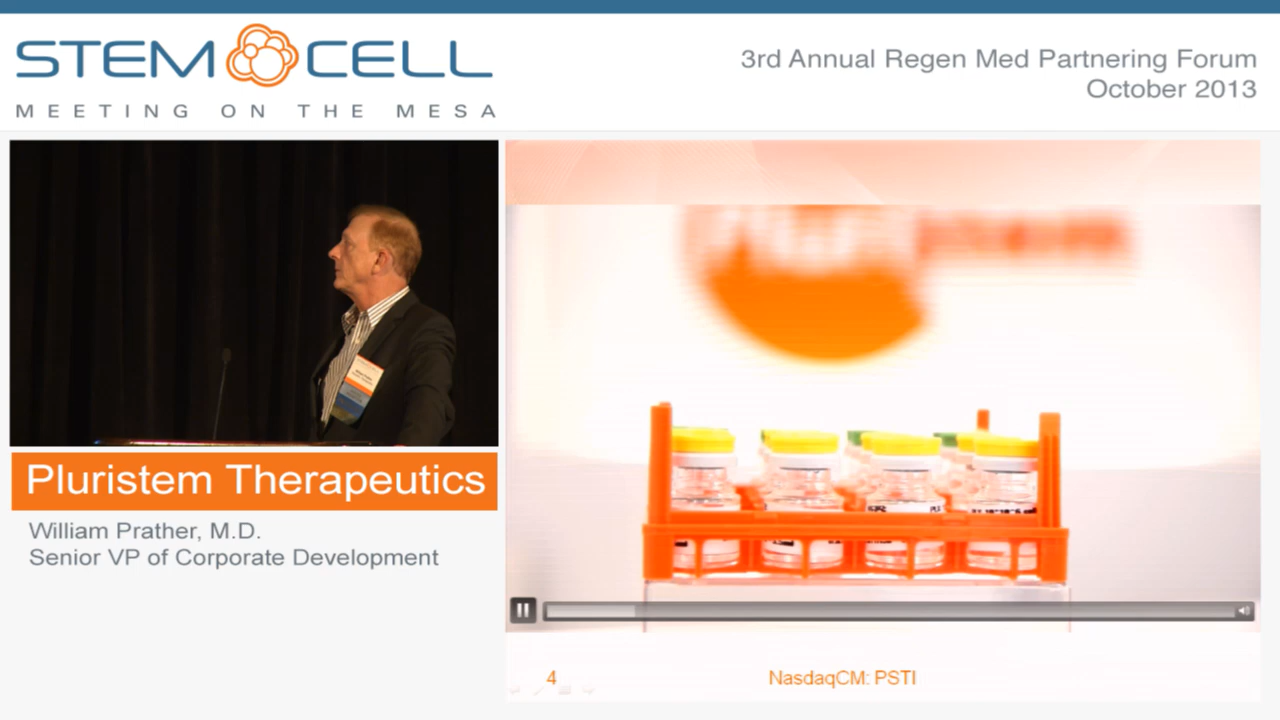 STEM CELL
MEETING ON THE MESA
3rd Annual Regen Med Partnering Forum
October 2013
Pluristem Therapeutics
William Prather, M.D.
Senior VP of Corporate Development
4
NasdaqCM: PSTI